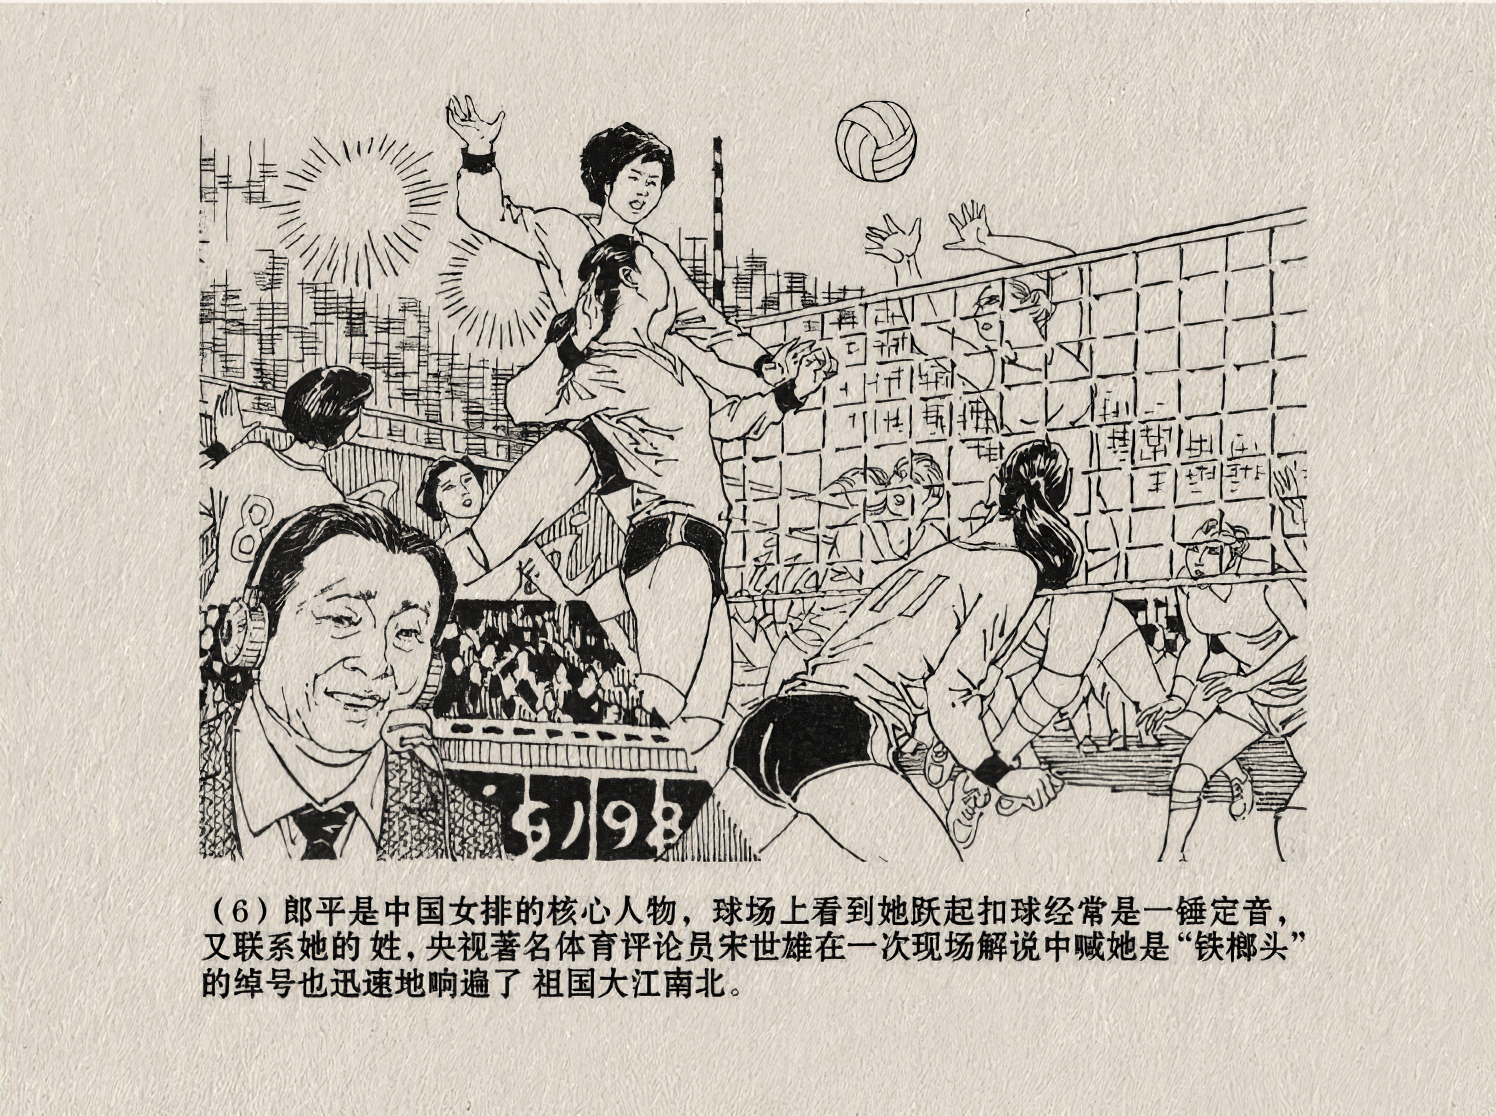 8
6/98
(6)郎平是中国女排的核心人物，球场上看到她跃起扣球经常是一锤定音，
又联系她的 姓，央视著名体育评论员宋世雄在一次现场解说中喊她是“铁榔头”
的绰号也迅速地响遍了 祖国大江南北。